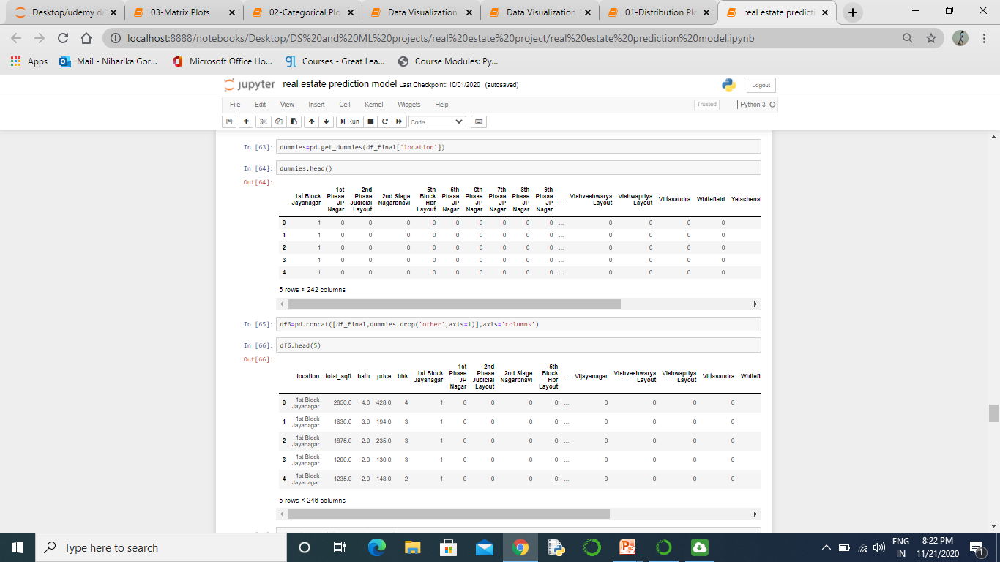 Desktop/udemy da
03-Matrix Plots
02-Categorical Plo
Data Visualization
Data Visualization
01-Distribution Plo
real estate predicti
localhost:8888/notebooks/Desktop/DS%20and%20ML%20projects/real%20estate%20project/real%20estate%20prediction%20model.ipynb
Apps
Mail - Niharika Gor...
Microsoft Office Ho...
gl Courses - Great Lea...
Course Modules: Py...
jupyter real estate prediction model Last Checkpoint: 10/01/2020 (autosaved)
Logout
File Edit View Insert Cell Kernel Widgets Help
Trusted
Python 3
Run
Code
In [63]: dummies=pd.get_dummies(df_final['location'])
In [64]: dummies.head()
Out[64]:
1st Block Jayanagar 1st Phase JP Nagar 2nd Phase Judicial Layout 2nd Stage Nagarbhavi 5th Block Hbr Layout 5th Phase JP Nagar 6th Phase JP Nagar 7th Phase JP Nagar 8th Phase JP Nagar 9th Phase JP Nagar ... Vishveshwarya Layout Vishwapriya Layout Vittasandra Whitefield Yelachenal
0 1 0 0 0 0 0 0 0 0 0 ... 0 0 0 0
1 1 0 0 0 0 0 0 0 0 0 ... 0 0 0 0
2 1 0 0 0 0 0 0 0 0 0 ... 0 0 0 0
3 1 0 0 0 0 0 0 0 0 0 ... 0 0 0 0
4 1 0 0 0 0 0 0 0 0 0 ... 0 0 0 0
5 rows × 242 columns
In [65]: df6=pd.concat([df_final,dummies.drop('other',axis=1)],axis='columns')
In [66]: df6.head(5)
Out[66]:
location total_sqft bath price bhk 1st Block Jayanagar 1st Phase JP Nagar 2nd Phase Judicial Layout 2nd Stage Nagarbhavi 5th Block Hbr Layout ... Vijayanagar Vishveshwarya Layout Vishwapriya Layout Vittasandra Whitefi
0 1st Block Jayanagar 2850.0 4.0 428.0 4 1 0 0 0 0 ... 0 0 0 0
1 1st Block Jayanagar 1630.0 3.0 194.0 3 1 0 0 0 0 ... 0 0 0 0
2 1st Block Jayanagar 1875.0 2.0 235.0 3 1 0 0 0 0 ... 0 0 0 0
3 1st Block Jayanagar 1200.0 2.0 130.0 3 1 0 0 0 0 ... 0 0 0 0
4 1st Block Jayanagar 1235.0 2.0 148.0 2 1 0 0 0 0 ... 0 0 0 0
5 rows × 246 columns
Type here to search
ENG
IN
8:22 PM
11/21/2020
1